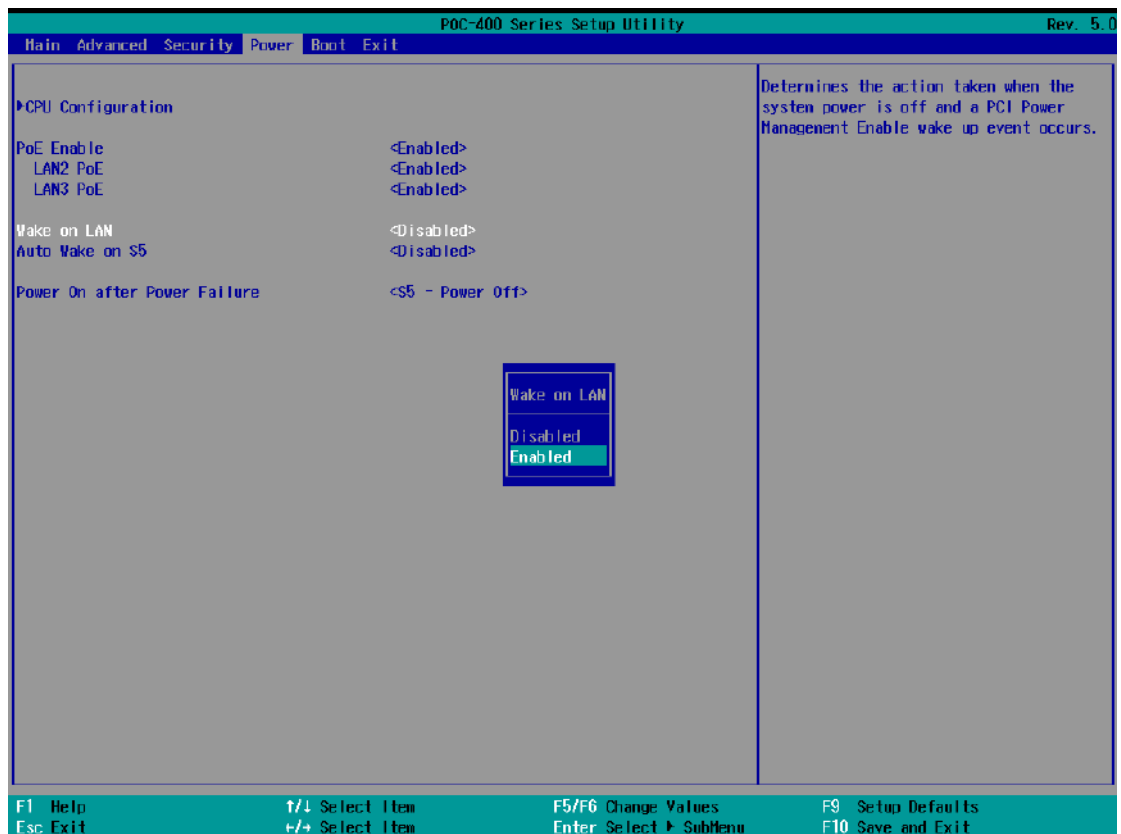 POC-400 Series Setup Utility Rev. 5.0
Main Advanced Security Power Boot Exit
▶CPU Configuration
PoE Enable <Enabled>
LAN2 PoE <Enabled>
LAN3 PoE <Enabled>
Wake on LAN <Disabled>
Auto Wake on S5 <Disabled>
Power On after Power Failure <S5 - Power Off>
Determines the action taken when the
system power is off and a PCI Power
Management Enable wake up event occurs.
Wake on LAN
Disabled
Enabled
F1 Help ↑/↓ Select Item F5/F6 Change Values F9 Setup Defaults
Esc Exit ←/→ Select Item Enter Select ▶ SubMenu F10 Save and Exit